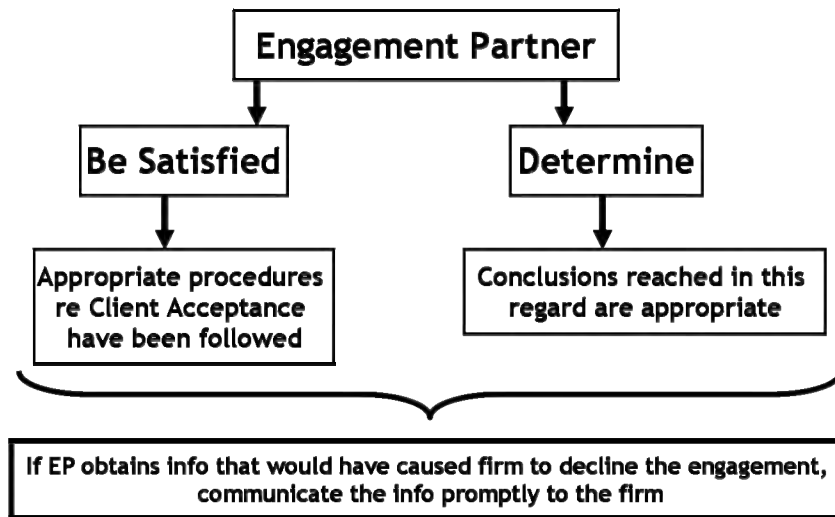 Engagement Partner
Be Satisfied
Determine
Appropriate procedures
re Client Acceptance
have been followed
Conclusions reached in this
regard are appropriate
If EP obtains info that would have caused firm to decline the engagement,
communicate the info promptly to the firm